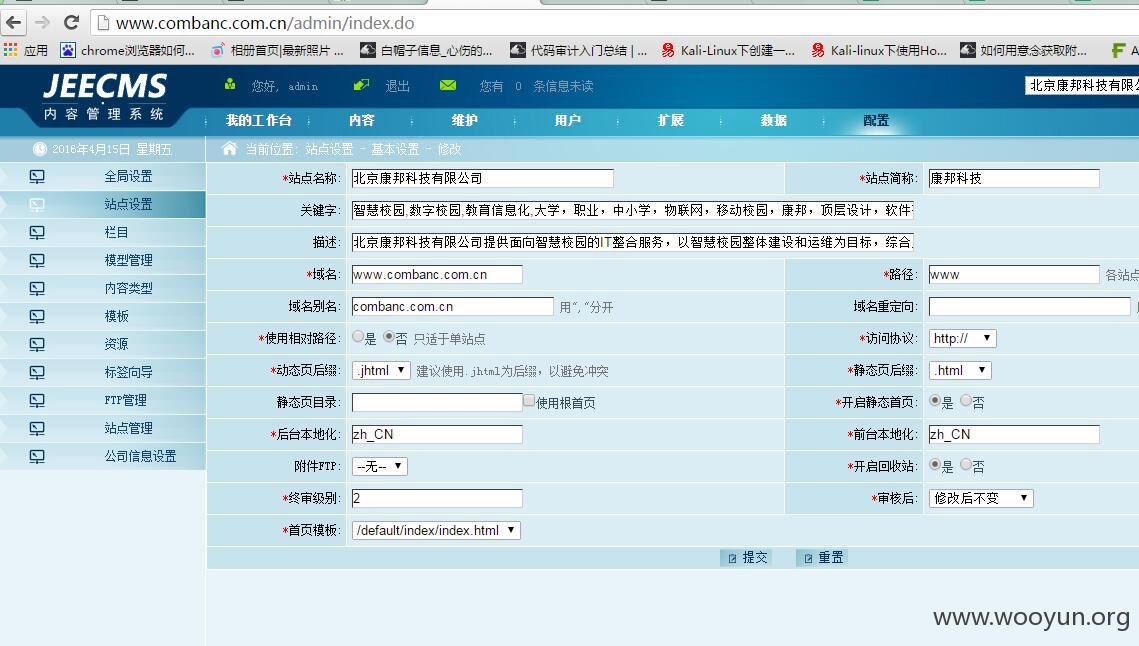 www.combanc.com.cn/admin/index.do
应用 chrome浏览器如何... 相册首页|最新照片 ... 白帽子信息_心伤的... 代码审计入门总结 | ... Kali-Linux下创建一... Kali-linux下使用Ho... 如何用意念获取附...
JEECMS
内容管理系统
您好, admin 退出 您有 0 条信息未读 北京康邦科技有限公
我的工作台 内容 维护 用户 扩展 数据 配置
2016年4月15日 星期五 当前位置: 站点设置 - 基本设置 - 修改
全局设置
站点设置
栏目
模型管理
内容类型
模板
资源
标签向导
FTP管理
站点管理
公司信息设置
*站点名称: 北京康邦科技有限公司 *站点简称: 康邦科技
关键字: 智慧校园,数字校园,教育信息化,大学，职业，中小学，物联网，移动校园，康邦，顶层设计，软件
描述: 北京康邦科技有限公司提供面向智慧校园的IT整合服务，以智慧校园整体建设和运维为目标，综合
*域名: www.combanc.com.cn *路径: www 各站点
域名别名: combanc.com.cn 用","分开 域名重定向:
*使用相对路径: 是 否 只适于单站点 *访问协议: http://
*动态页后缀: .jhtml 建议使用.jhtml为后缀，以避免冲突 *静态页后缀: .html
静态页目录: 使用根首页 *开启静态首页: 是 否
*后台本地化: zh_CN *前台本地化: zh_CN
附件FTP: --无-- *开启回收站: 是 否
*终审级别: 2 *审核后: 修改后不变
*首页模板: /default/index/index.html
提交 重置
www.wooyun.org